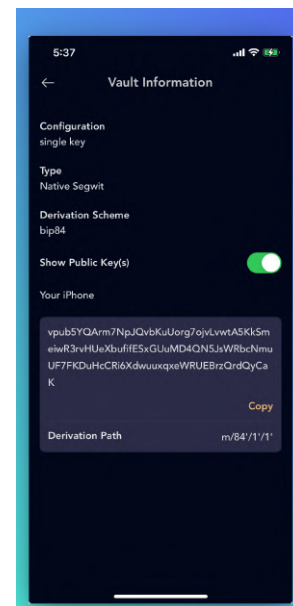 5:37
Vault Information
Configuration
single key
Type
Native Segwit
Derivation Scheme
bip84
Show Public Key(s)
Your iPhone
vpub5YQArm7NpJQvbKuUorg7ojvLvwtA5KkSm
eiwR3rvHUeXbufifESxGUuMD4QN5JsWRbcNmu
UF7FKDuHcCRi6XdwuuxqxeWRUEBrzQrdQyCa
K
Copy
Derivation Path m/84'/1'/1'